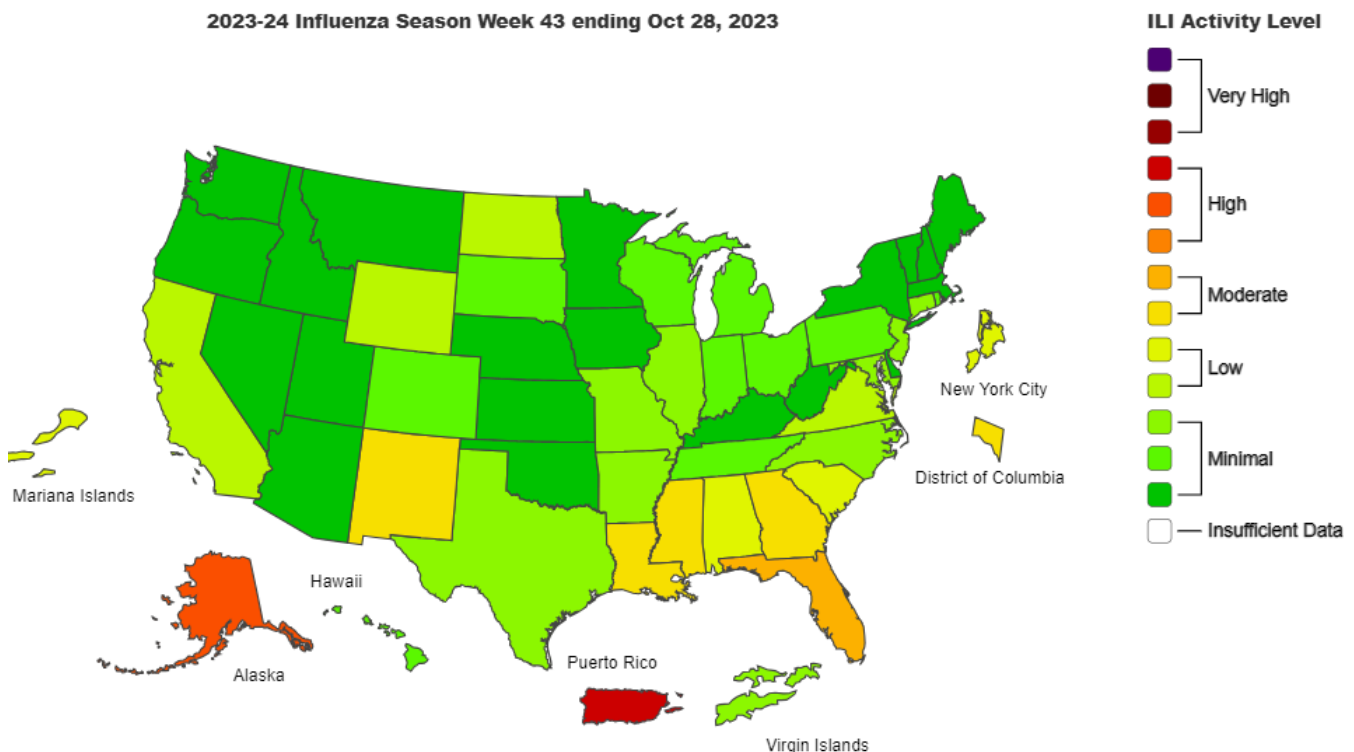 2023-24 Influenza Season Week 43 ending Oct 28, 2023
ILI Activity Level
Very High
High
Moderate
Low
Minimal
Insufficient Data
New York City
District of Columbia
Mariana Islands
Hawaii
Alaska
Puerto Rico
Virgin Islands